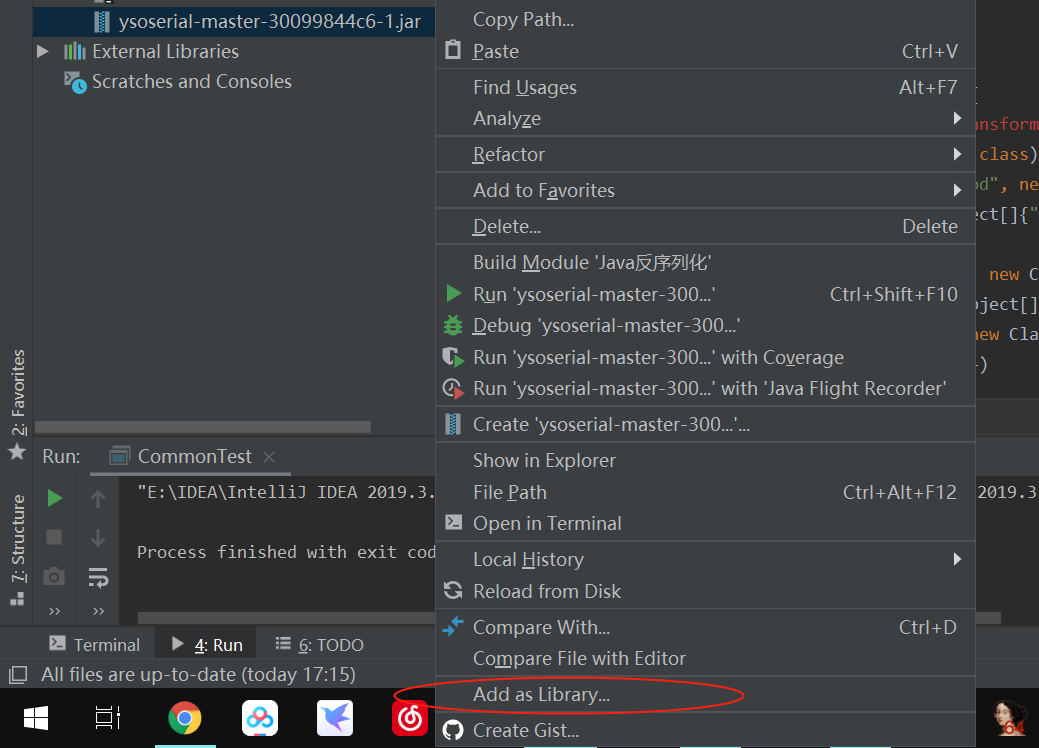 ysoserial-master-30099844c6-1.jar
External Libraries
Scratches and Consoles
Copy Path...
Paste Ctrl+V
Find Usages Alt+F7
Analyze
Refactor
Add to Favorites
Delete... Delete
Build Module 'Java反序列化'
Run 'ysoserial-master-300...' Ctrl+Shift+F10
Debug 'ysoserial-master-300...'
Run 'ysoserial-master-300...' with Coverage
Run 'ysoserial-master-300...' with 'Java Flight Recorder'
Create 'ysoserial-master-300...'...
Show in Explorer
File Path Ctrl+Alt+F12
Open in Terminal
Local History
Reload from Disk
Compare With... Ctrl+D
Compare File with Editor
Add as Library...
Create Gist...
{
ansform
class)
od", ne
ect[]{"
new C
oject[]
new Cla
)
2: Favorites
7: Structure
Run: CommonTest
"E:\IDEA\IntelliJ IDEA 2019.3. 2019.3
Process finished with exit cod
Terminal 4: Run 6: TODO
All files are up-to-date (today 17:15)
64